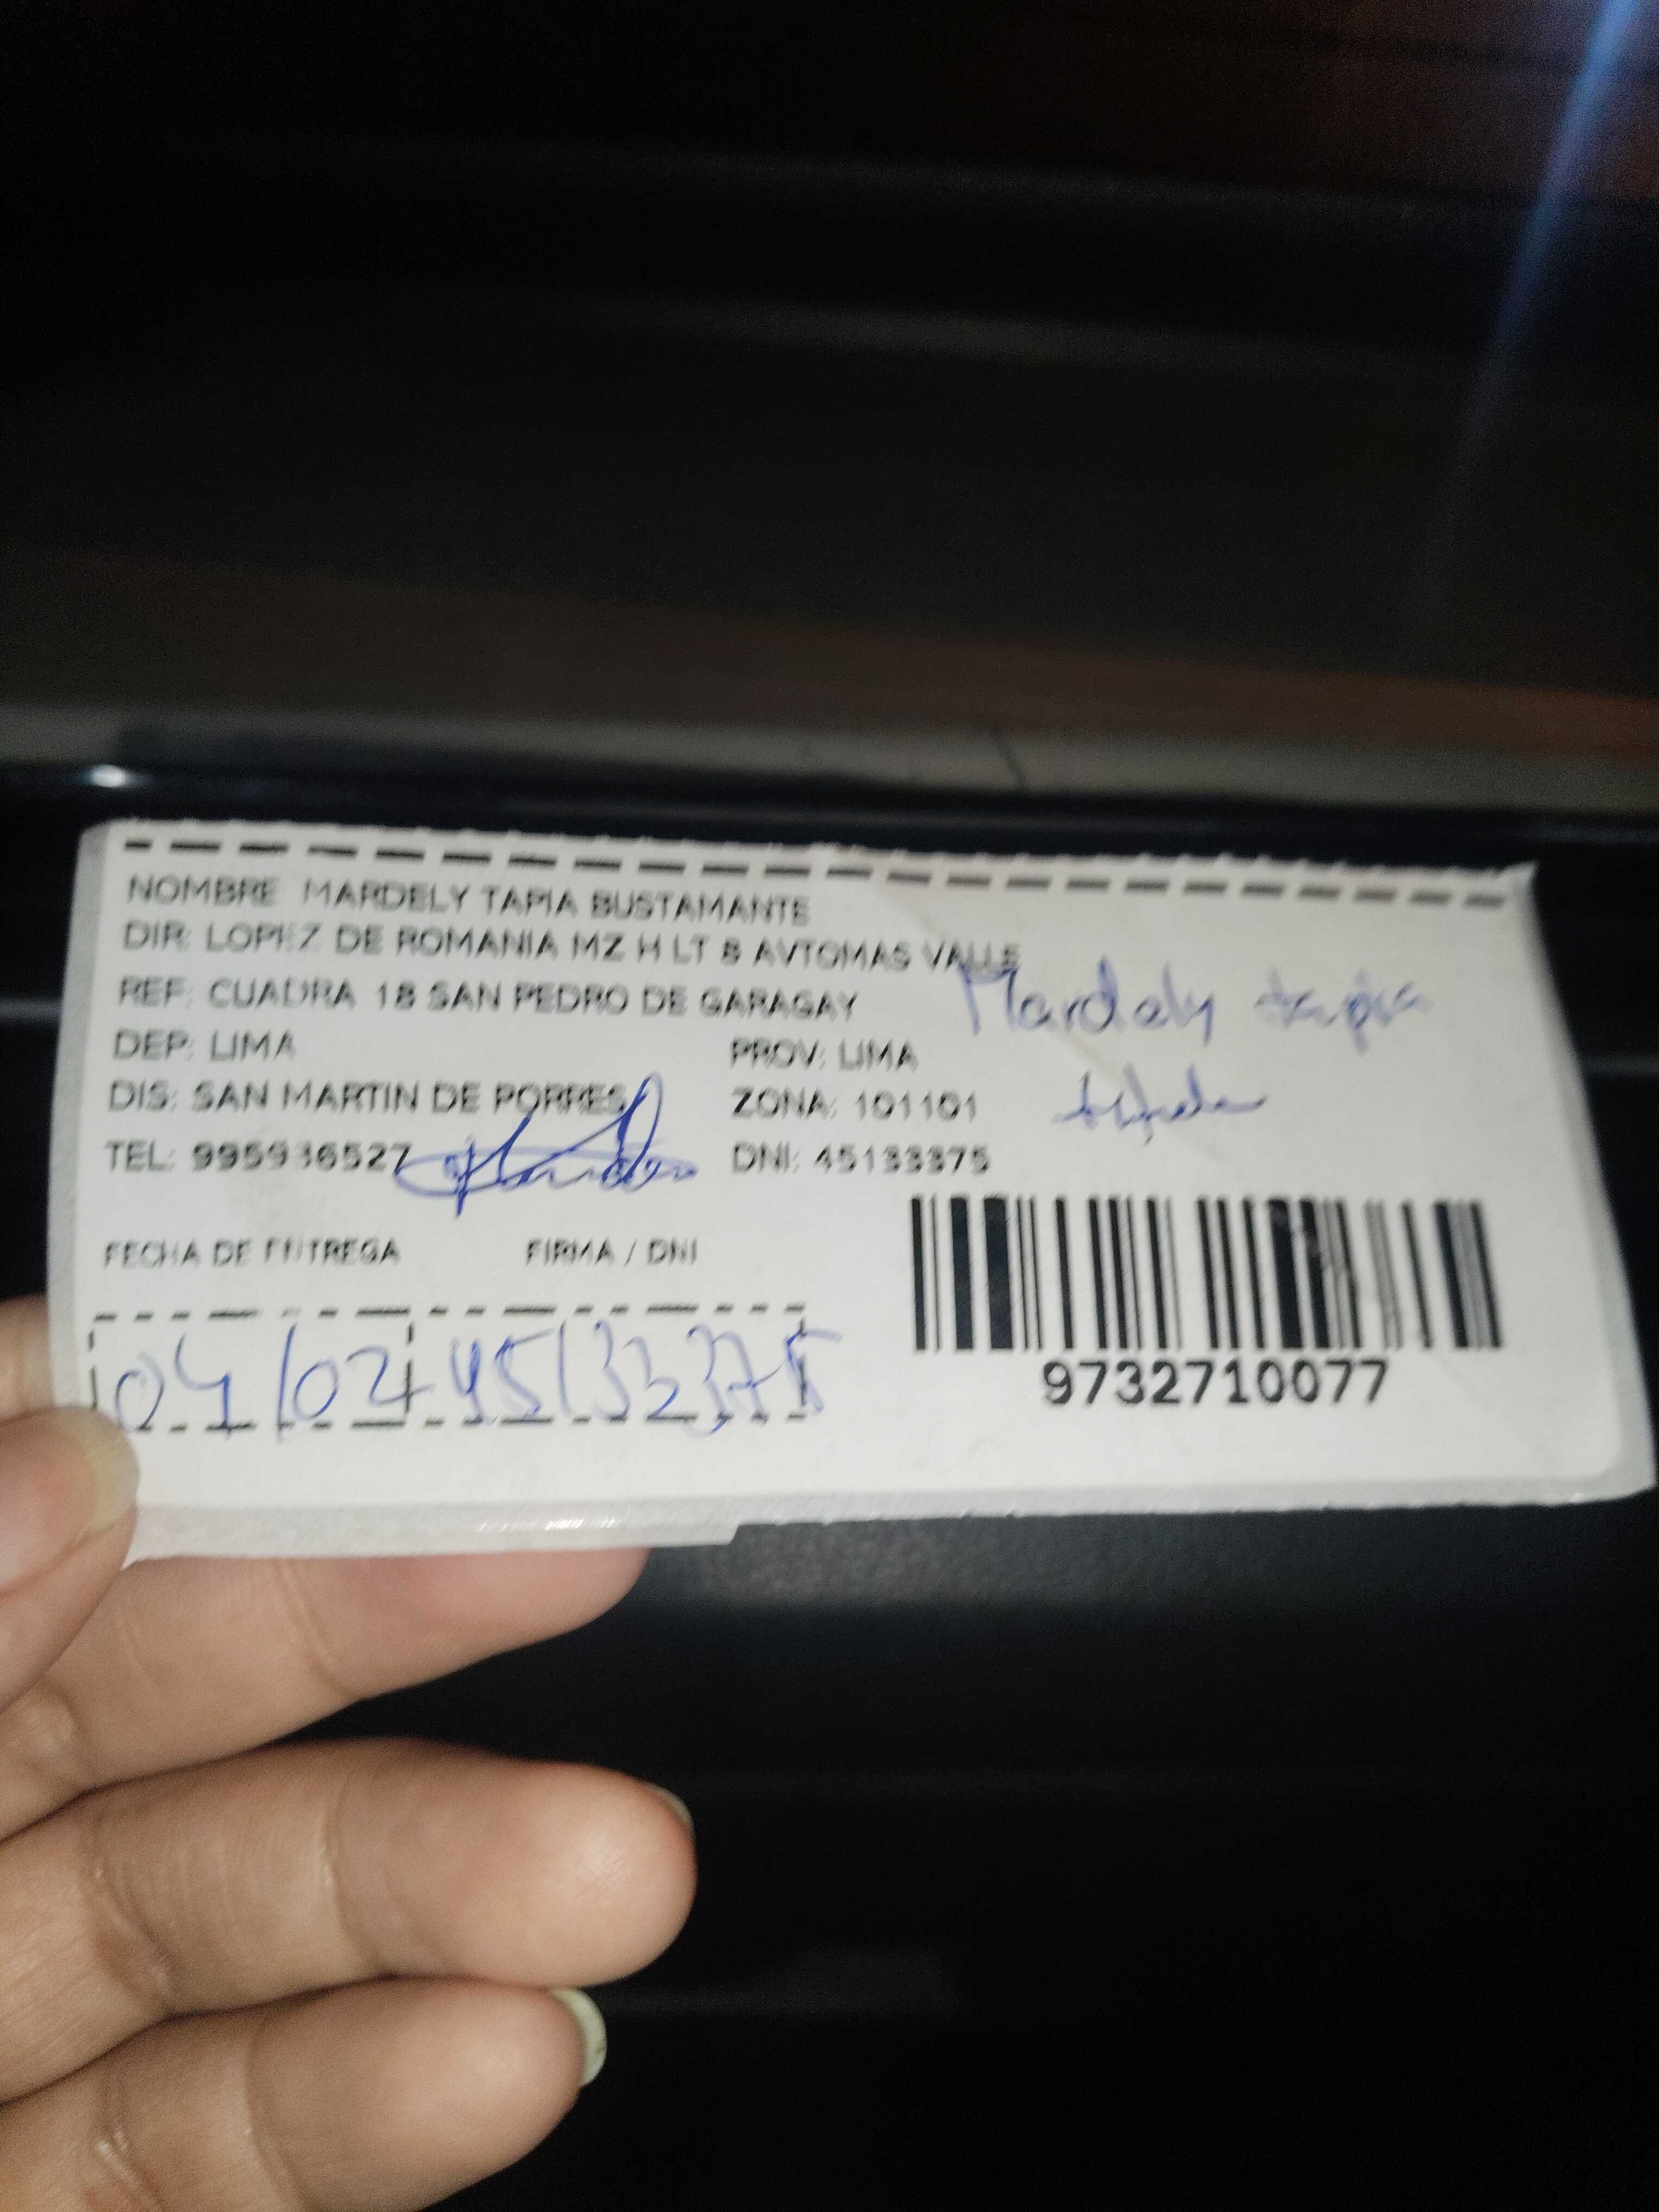 NOMBRE MARDELY TAPIA BUSTAMANTE
DIR: LOPEZ DE ROMANIA MZ H LT 8 AVTOMAS VALLE
REF: CUADRA 18 SAN PEDRO DE GARAGAY
Mardely tapia
DEP: LIMA PROV: LIMA
DIS: SAN MARTIN DE PORRES ZONA: 101101
TEL: 995936527 DNI: 45133375
FECHA DE ENTREGA FIRMA / DNI
04/02 45133375
9732710077